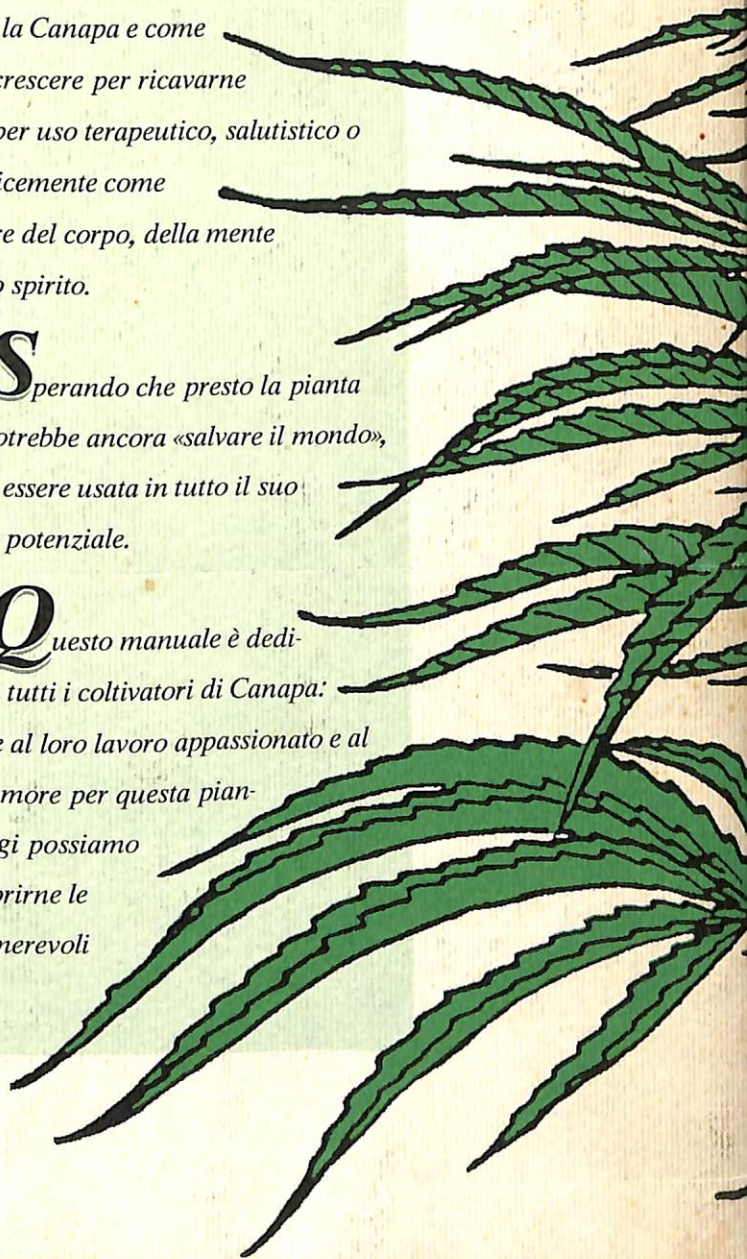 la Canapa e come
crescere per ricavarne
per uso terapeutico, salutistico o
icemente come
re del corpo, della mente
o spirito.
Sperando che presto la pianta
otrebbe ancora «salvare il mondo»,
essere usata in tutto il suo
potenziale.
Questo manuale è dedi-
tutti i coltivatori di Canapa:
e al loro lavoro appassionato e al
more per questa pian-
gi possiamo
prirne le
nerevoli